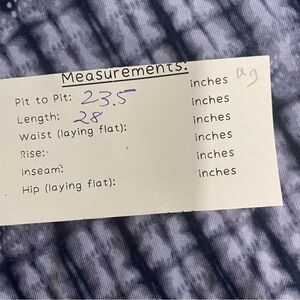 Measurements:
Pit to Pit: 23.5 inches ag
Length: 28 inches
Waist (laying flat): inches
Rise: inches
Inseam: inches
Hip (laying flat): inches